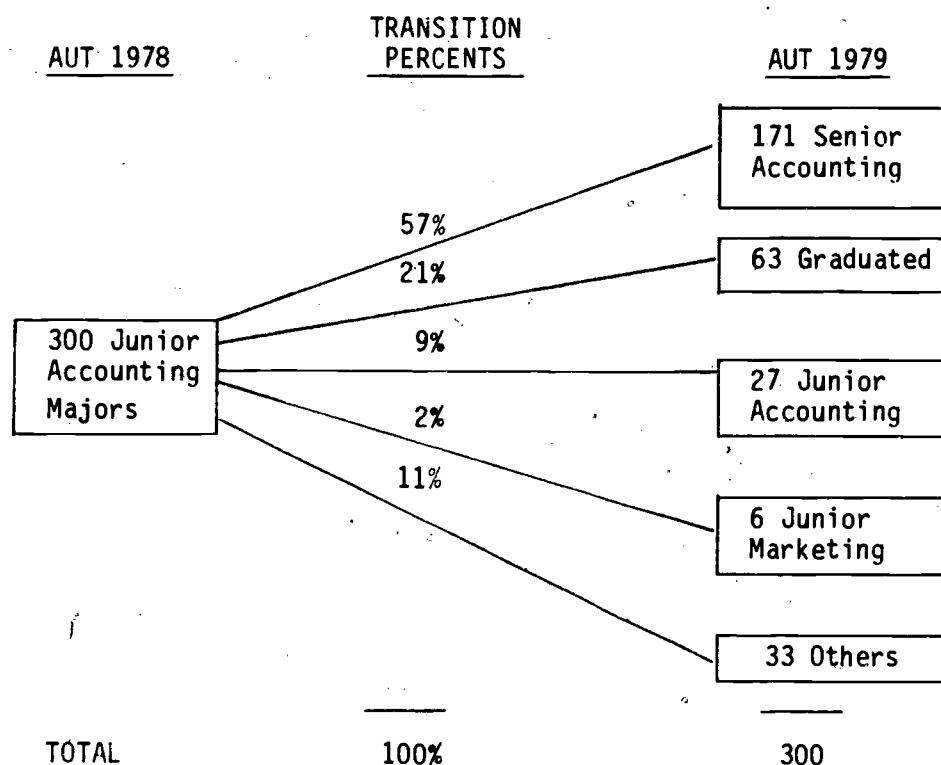 TRANSITION
AUT 1978 PERCENTS AUT 1979
171 Senior
Accounting
57%
21%
63 Graduated
300 Junior
Accounting
Majors
9%
27 Junior
Accounting
2%
11%
6 Junior
Marketing
33 Others
TOTAL 100% 300